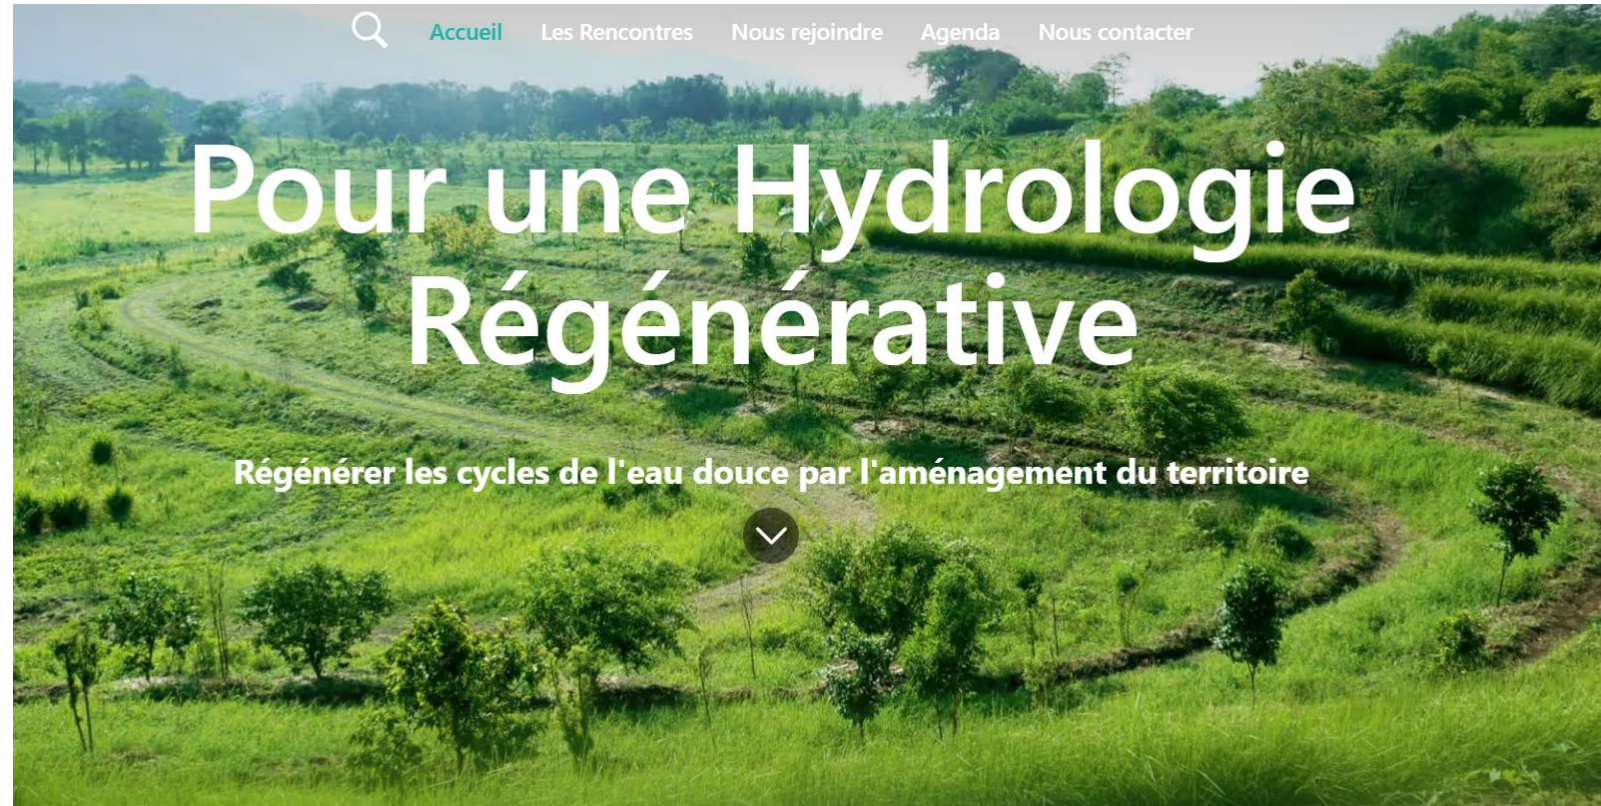 Accueil Les Rencontres Nous rejoindre Agenda Nous contacter
Pour une Hydrologie
Régénérative
Régénérer les cycles de l'eau douce par l'aménagement du territoire